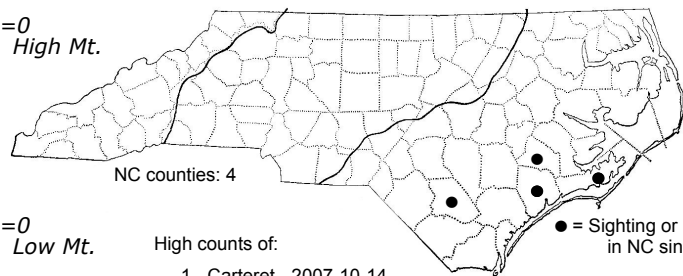 =0
High Mt.
NC counties: 4
=0
Low Mt.
High counts of:
● = Sighting or
in NC sin
1 - Carteret - 2007-10-14